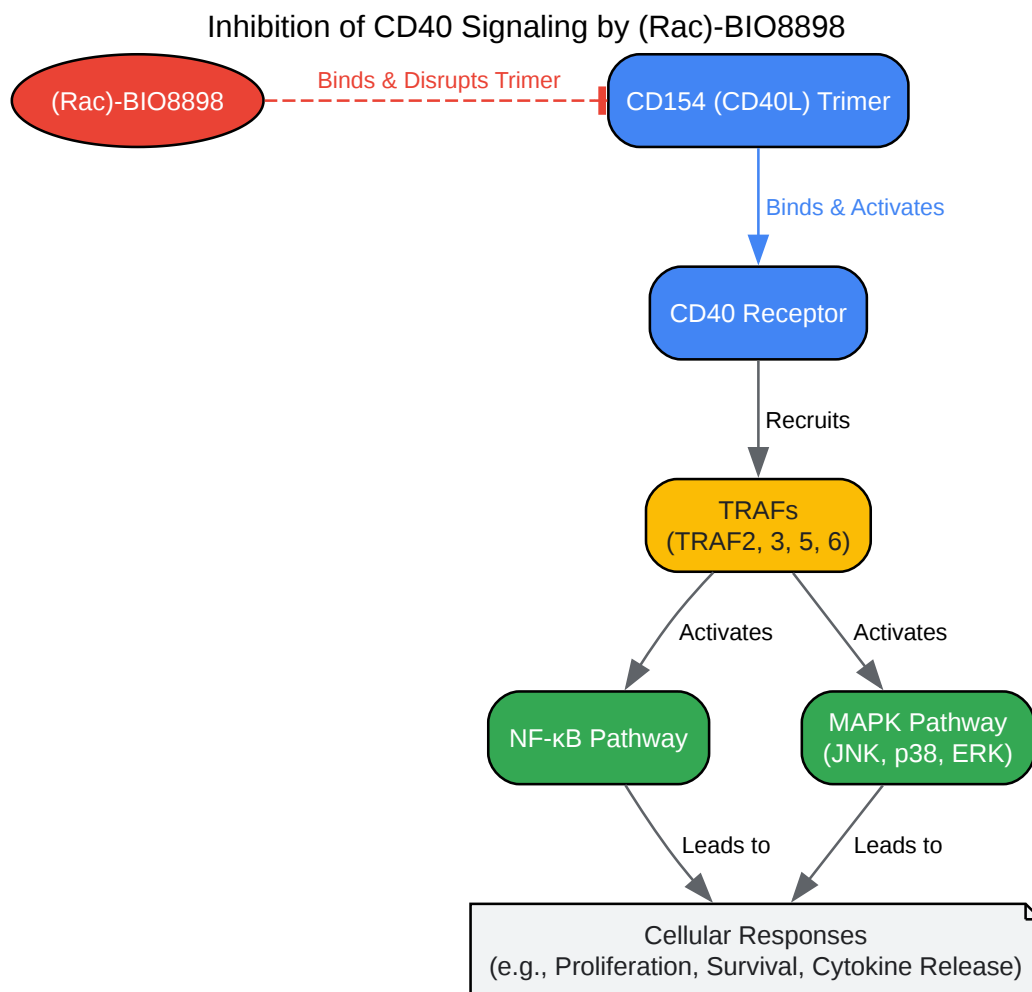 Inhibition of CD40 Signaling by (Rac)-BIO8898
(Rac)-BIO8898
Binds & Disrupts Trimer
CD154 (CD40L) Trimer
Binds & Activates
CD40 Receptor
Recruits
TRAFs
(TRAF2, 3, 5, 6)
Activates
Activates
NF-κB Pathway
MAPK Pathway
(JNK, p38, ERK)
Leads to
Leads to
Cellular Responses
(e.g., Proliferation, Survival, Cytokine Release)